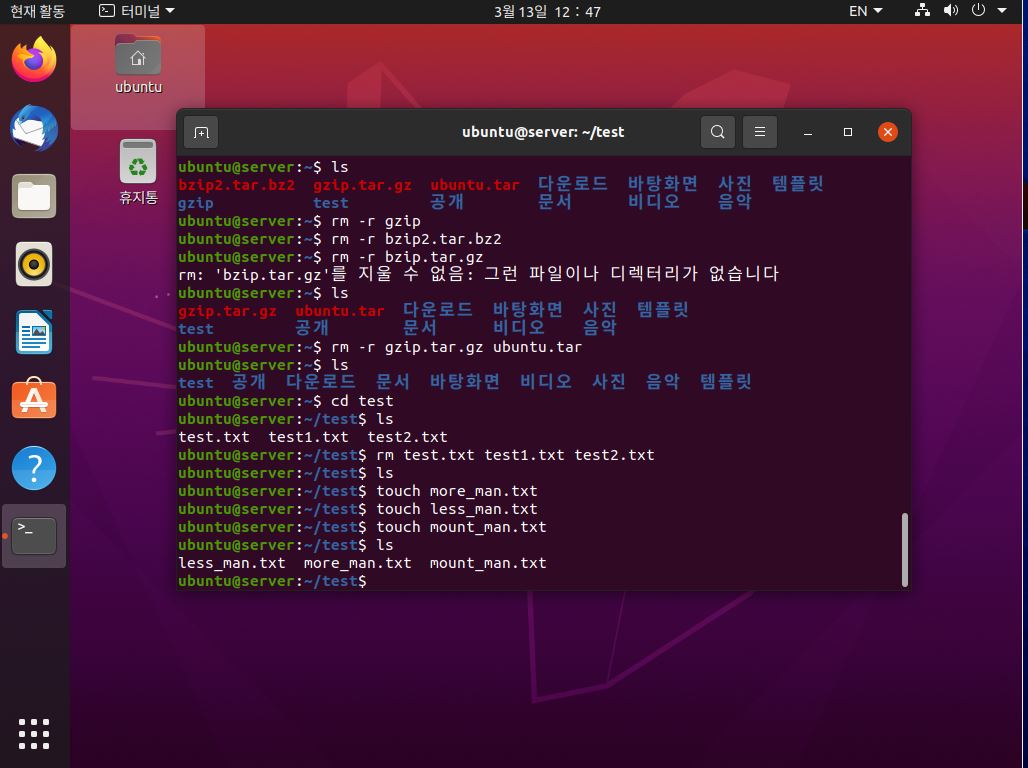 현재 활동 터미널 3월 13일 12 : 47 EN
ubuntu
휴지통
ubuntu@server: ~/test
ubuntu@server:~$ ls
bzip2.tar.bz2 gzip.tar.gz ubuntu.tar 다운로드 바탕화면 사진 템플릿
gzip test 공개 문서 비디오 음악
ubuntu@server:~$ rm -r gzip
ubuntu@server:~$ rm -r bzip2.tar.bz2
ubuntu@server:~$ rm -r bzip.tar.gz
rm: 'bzip.tar.gz'를 지울 수 없음: 그런 파일이나 디렉터리가 없습니다
ubuntu@server:~$ ls
gzip.tar.gz ubuntu.tar 다운로드 바탕화면 사진 템플릿
test 공개 문서 비디오 음악
ubuntu@server:~$ rm -r gzip.tar.gz ubuntu.tar
ubuntu@server:~$ ls
test 공개 다운로드 문서 바탕화면 비디오 사진 음악 템플릿
ubuntu@server:~$ cd test
ubuntu@server:~/test$ ls
test.txt test1.txt test2.txt
ubuntu@server:~/test$ rm test.txt test1.txt test2.txt
ubuntu@server:~/test$ ls
ubuntu@server:~/test$ touch more_man.txt
ubuntu@server:~/test$ touch less_man.txt
ubuntu@server:~/test$ touch mount_man.txt
ubuntu@server:~/test$ ls
less_man.txt more_man.txt mount_man.txt
ubuntu@server:~/test$